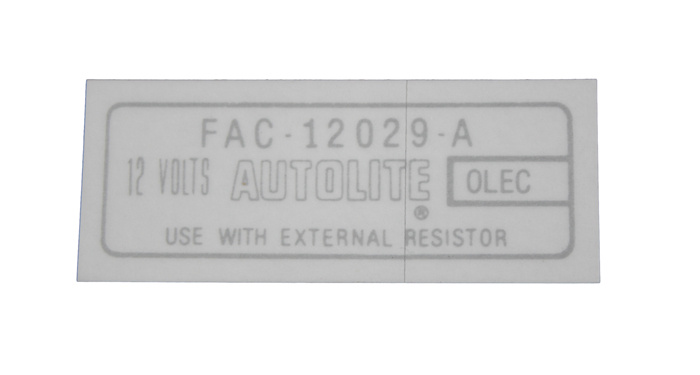 FAC-12029-A
12 VOLTS AUTOLITE® OLEC
USE WITH EXTERNAL RESISTOR